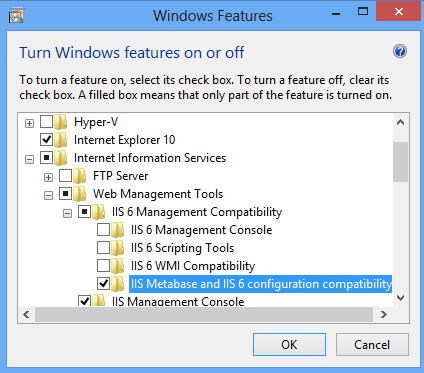 Windows Features
Turn Windows features on or off
To turn a feature on, select its check box. To turn a feature off, clear its
check box. A filled box means that only part of the feature is turned on.
Hyper-V
Internet Explorer 10
Internet Information Services
FTP Server
Web Management Tools
IIS 6 Management Compatibility
IIS 6 Management Console
IIS 6 Scripting Tools
IIS 6 WMI Compatibility
IIS Metabase and IIS 6 configuration compatibility
IIS Management Console
OK Cancel